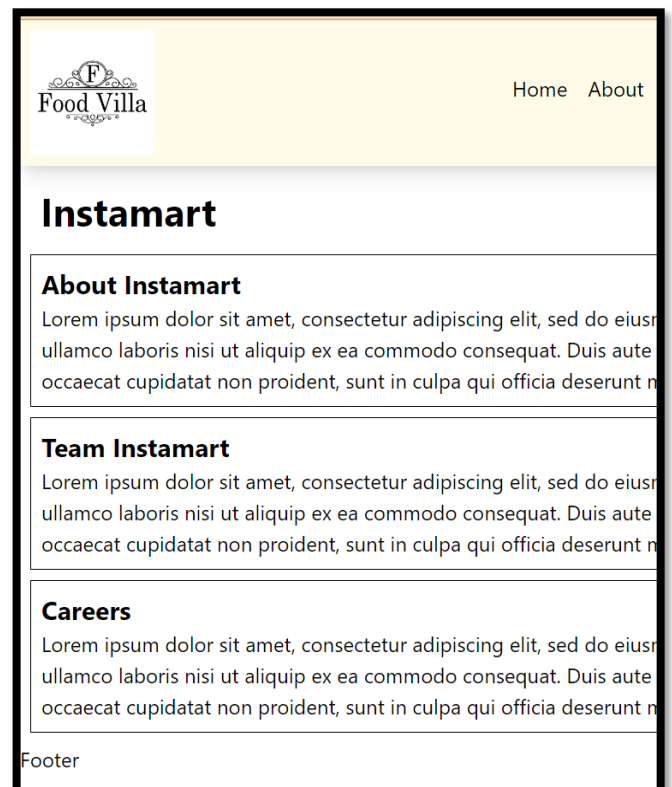 F
Food Villa
Home About
Instamart
About Instamart
Lorem ipsum dolor sit amet, consectetur adipiscing elit, sed do
ullamco laboris nisi ut aliquip ex ea commodo consequat. Duis aute
occaecat cupidatat non proident, sunt in culpa qui officia deserunt
Team Instamart
Lorem ipsum dolor sit amet, consectetur adipiscing elit, sed do
ullamco laboris nisi ut aliquip ex ea commodo consequat. Duis aute
occaecat cupidatat non proident, sunt in culpa qui officia deserunt
Careers
Lorem ipsum dolor sit amet, consectetur adipiscing elit, sed do
ullamco laboris nisi ut aliquip ex ea commodo consequat. Duis aute
occaecat cupidatat non proident, sunt in culpa qui officia deserunt
Footer